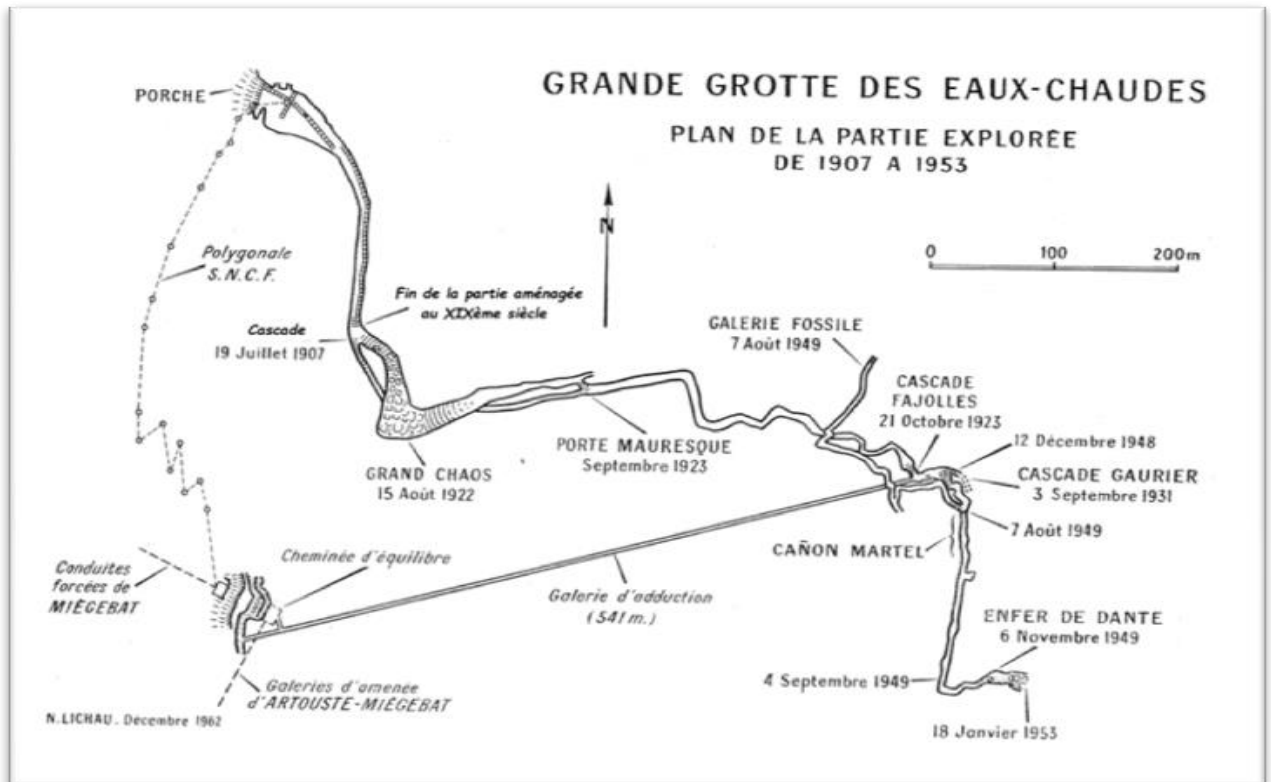 GRANDE GROTTE DES EAUX-CHAUDES
PLAN DE LA PARTIE EXPLORÉE
DE 1907 A 1953
PORCHE
N
0 100 200 m
Polygonale
S.N.C.F.
Fin de la partie aménagée
au XIXème siècle
Cascade
19 Juillet 1907
GALERIE FOSSILE
7 Août 1949
CASCADE
FAJOLLES
21 Octobre 1923
12 Décembre 1948
CASCADE GAURIER
3 Septembre 1931
PORTE MAURESQUE
Septembre 1923
GRAND CHAOS
15 Août 1922
7 Août 1949
CAÑON MARTEL
Cheminée d'équilibre
Conduites
forcées de
MIÈGEBAT
Galerie d'adduction
(541 m.)
ENFER DE DANTE
6 Novembre 1949
4 Septembre 1949
Galeries d'amenée
d'ARTOUSTE-MIÈGEBAT
N. LICHAU. Décembre 1962
18 Janvier 1953